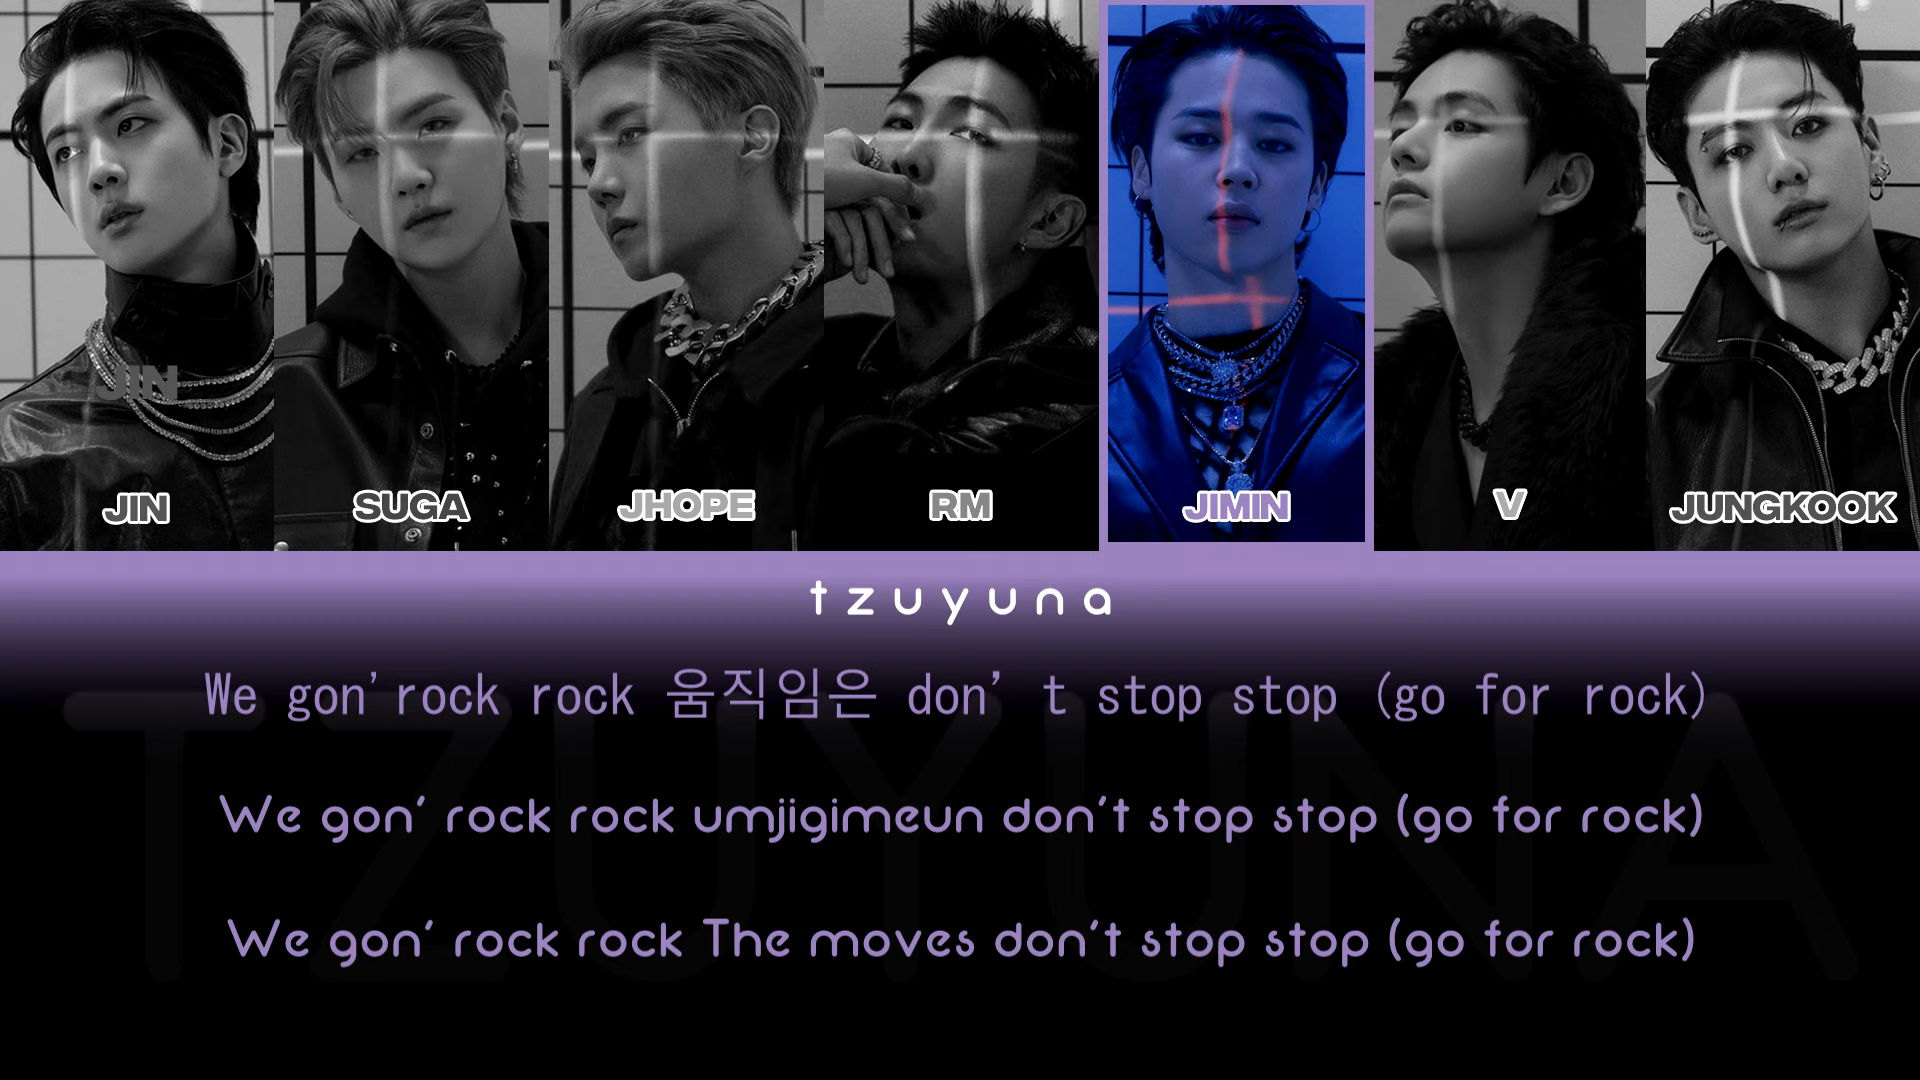 JIN
JIN
SUGA
JHOPE
RM
JIMIN
V
JUNGKOOK
tzuyuna
We gon'rock rock 움직임은 don' t stop stop (go for rock)
We gon' rock rock umjigimeun don't stop stop (go for rock)
We gon' rock rock The moves don't stop stop (go for rock)
TZUYUNA